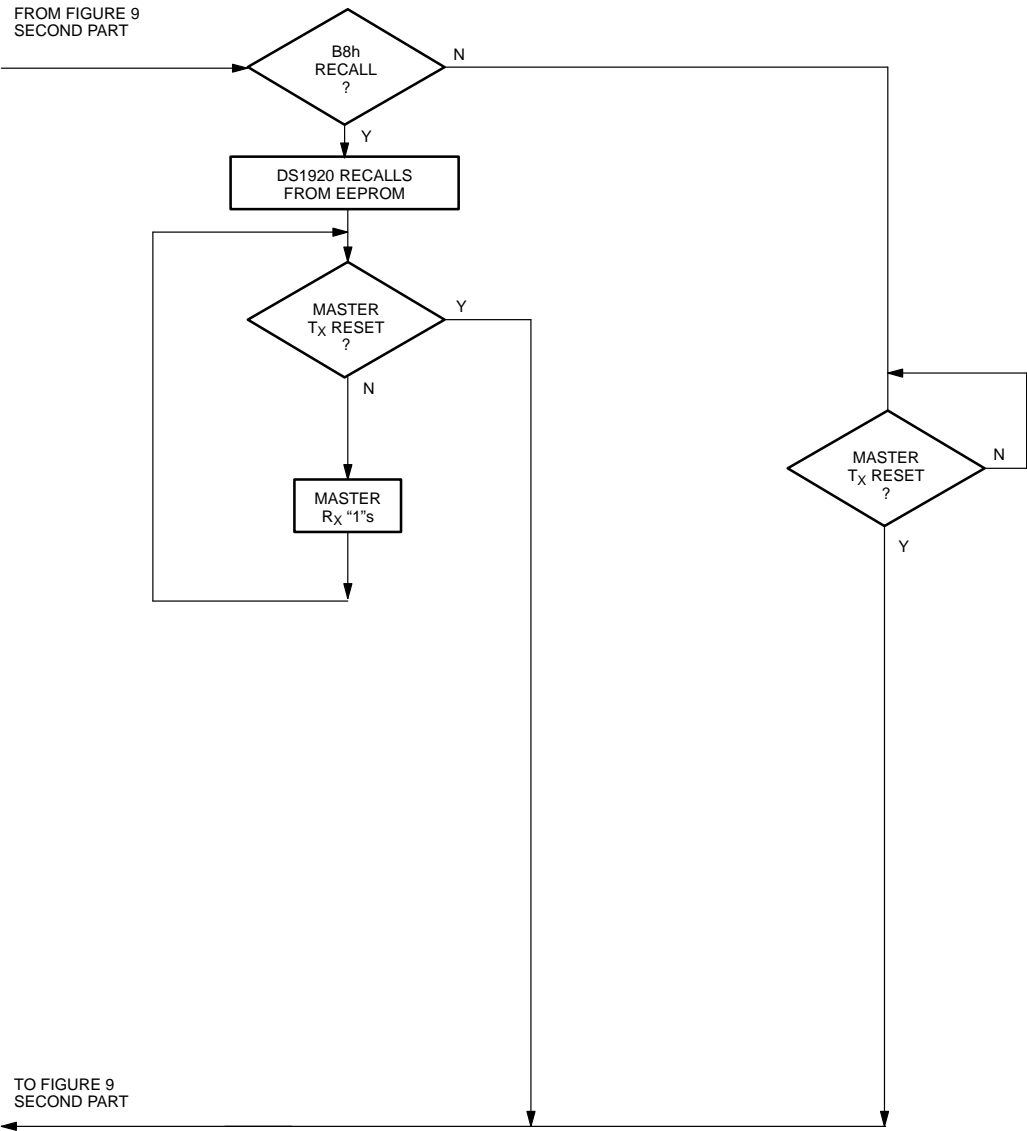 FROM FIGURE 9
SECOND PART
B8h
RECALL
?
N
Y
DS1920 RECALLS
FROM EEPROM
MASTER
TX RESET
?
Y
N
MASTER
RX “1”s
MASTER
TX RESET
?
N
Y
TO FIGURE 9
SECOND PART